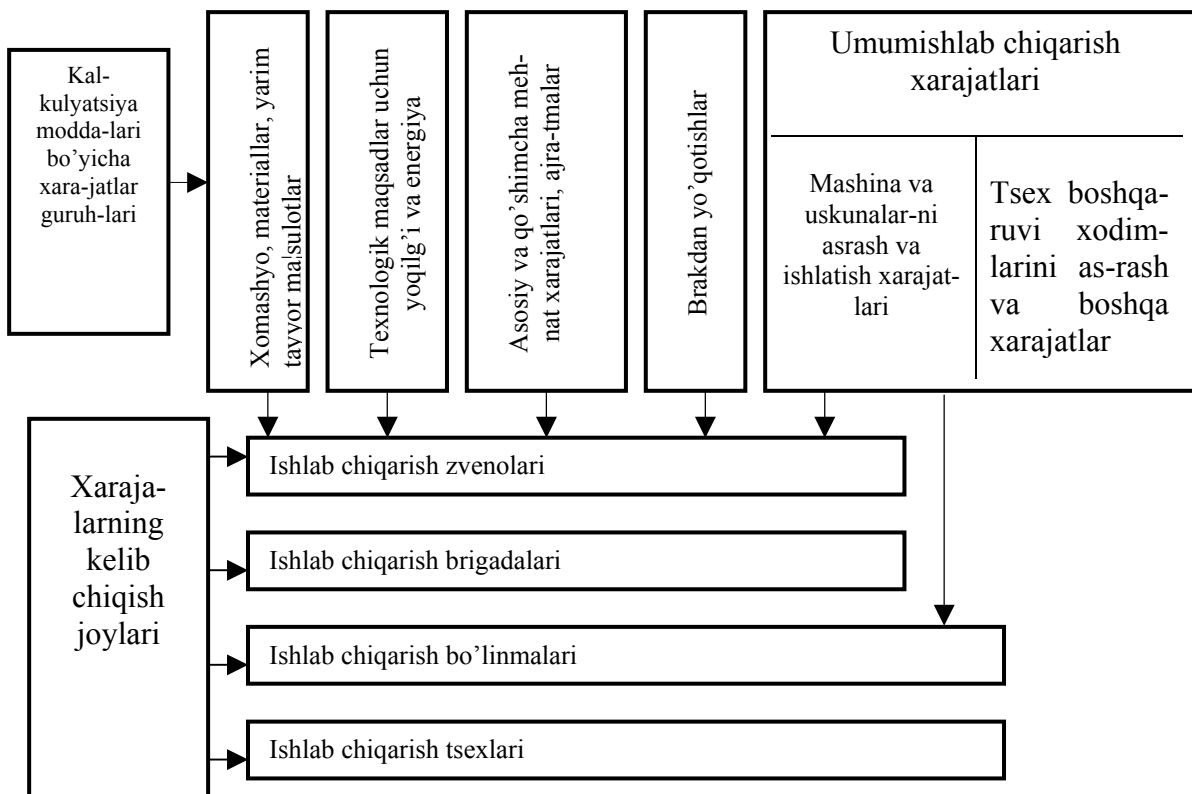 Kal-
kulyatsiya
modda-lari
bo’yicha
xara-jatlar
guruh-lari
Xomashyo, materiallar, yarim
tayyor ma¦sulotlar
Texnologik maqsadlar uchun
yoqilg’i va energiya
Asosiy va qo’shimcha meh-
nat xarajatlari, ajra-tmalar
Brakdan yo’qotishlar
Umumishlab chiqarish
xarajatlari
Mashina va
uskunalar-ni
asrash va
ishlatish xarajat-
lari
Tsex boshqa-
ruvi xodim-
larini as-rash
va boshqa
xarajatlar
Xaraja-
larning
kelib
chiqish
joylari
Ishlab chiqarish zvenolari
Ishlab chiqarish brigadalari
Ishlab chiqarish bo’linmalari
Ishlab chiqarish tsexlari